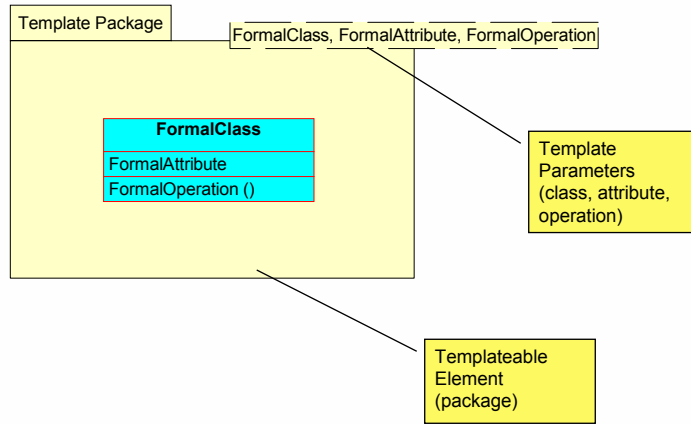 Template Package
FormalClass, FormalAttribute, FormalOperation
FormalClass
FormalAttribute
FormalOperation ()
Template
Parameters
(class, attribute,
operation)
Templateable
Element
(package)